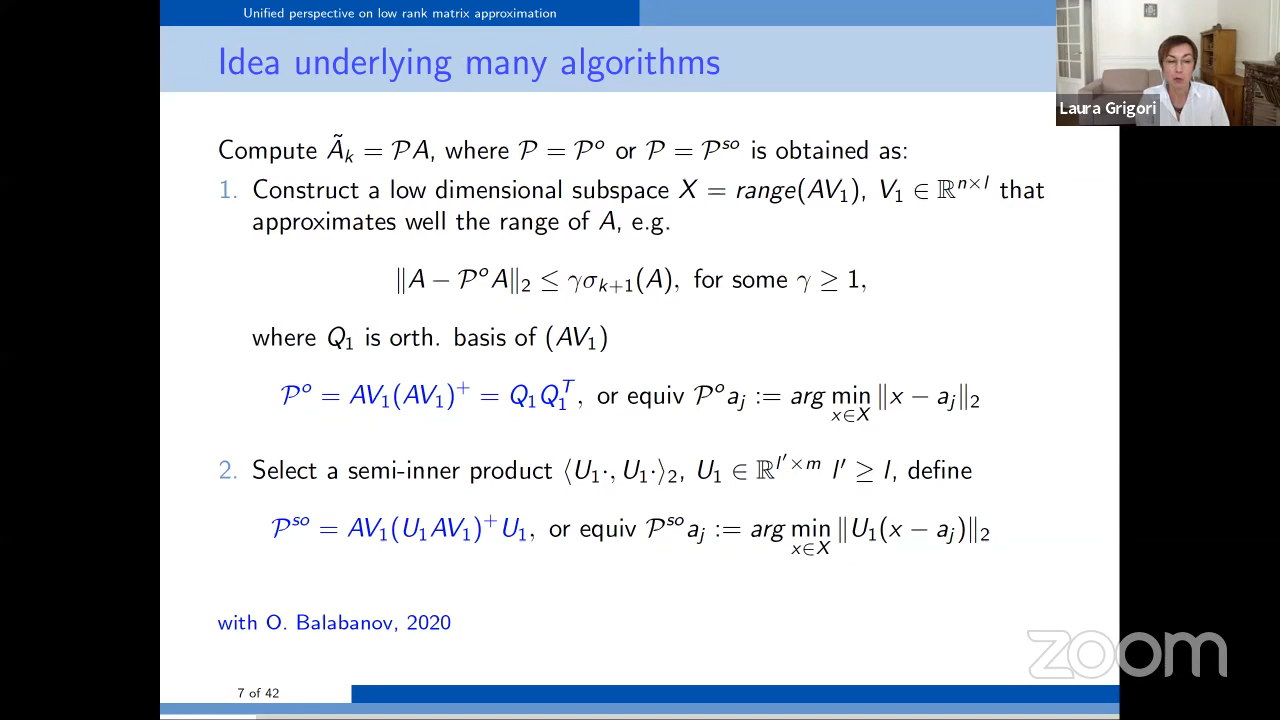 Unified perspective on low rank matrix approximation
Idea underlying many algorithms
Laura Grigori
Compute Ã_k = 𝒫A, where 𝒫 = 𝒫^o or 𝒫 = 𝒫^{so} is obtained as:
1. Construct a low dimensional subspace X = range(AV_1), V_1 ∈ ℝ^{n×l} that
approximates well the range of A, e.g.
‖A − 𝒫^o A‖_2 ≤ γσ_{k+1}(A), for some γ ≥ 1,
where Q_1 is orth. basis of (AV_1)
𝒫^o = AV_1(AV_1)^+ = Q_1Q_1^T, or equiv 𝒫^o a_j := arg min_{x∈X} ‖x − a_j‖_2
2. Select a semi-inner product ⟨U_1·, U_1·⟩_2, U_1 ∈ ℝ^{l′×m} l′ ≥ l, define
𝒫^{so} = AV_1(U_1AV_1)^+U_1, or equiv 𝒫^{so} a_j := arg min_{x∈X} ‖U_1(x − a_j)‖_2
with O. Balabanov, 2020
zoom
7 of 42